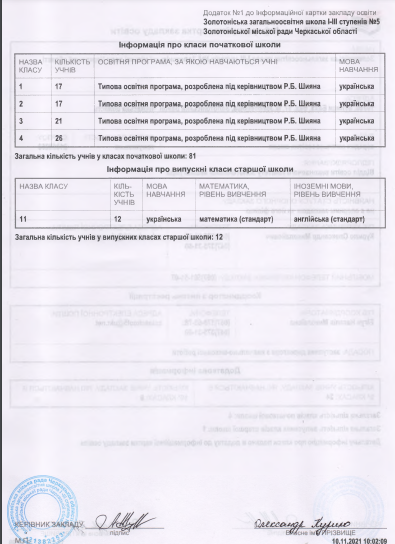 Додаток №1 до інформаційної картки закладу освіти
Золотоніська загальноосвітня школа І-ІІІ ступенів №5
Золотоніської міської ради Черкаської області
Інформація про класи початкової школи
НАЗВА КЛАСУ КІЛЬКІСТЬ УЧНІВ ОСВІТНЯ ПРОГРАМА, ЗА ЯКОЮ НАВЧАЮТЬСЯ УЧНІ МОВА НАВЧАННЯ
1 17 Типова освітня програма, розроблена під керівництвом Р.Б. Шияна українська
2 17 Типова освітня програма, розроблена під керівництвом Р.Б. Шияна українська
3 21 Типова освітня програма, розроблена під керівництвом Р.Б. Шияна українська
4 26 Типова освітня програма, розроблена під керівництвом Р.Б. Шияна українська
Загальна кількість учнів у класах початкової школи: 81
Інформація про випускні класи старшої школи
НАЗВА КЛАСУ КІЛЬ-КІСТЬ УЧНІВ МОВА НАВЧАННЯ МАТЕМАТИКА, РІВЕНЬ ВИВЧЕННЯ ІНОЗЕМНІ МОВИ, РІВЕНЬ ВИВЧЕННЯ
11 12 українська математика (стандарт) англійська (стандарт)
Загальна кількість учнів у випускних класах старшої школи: 12
КЕРІВНИК ЗАКЛАДУ
Олександр
М.П.
10.11.2021 10:02:09